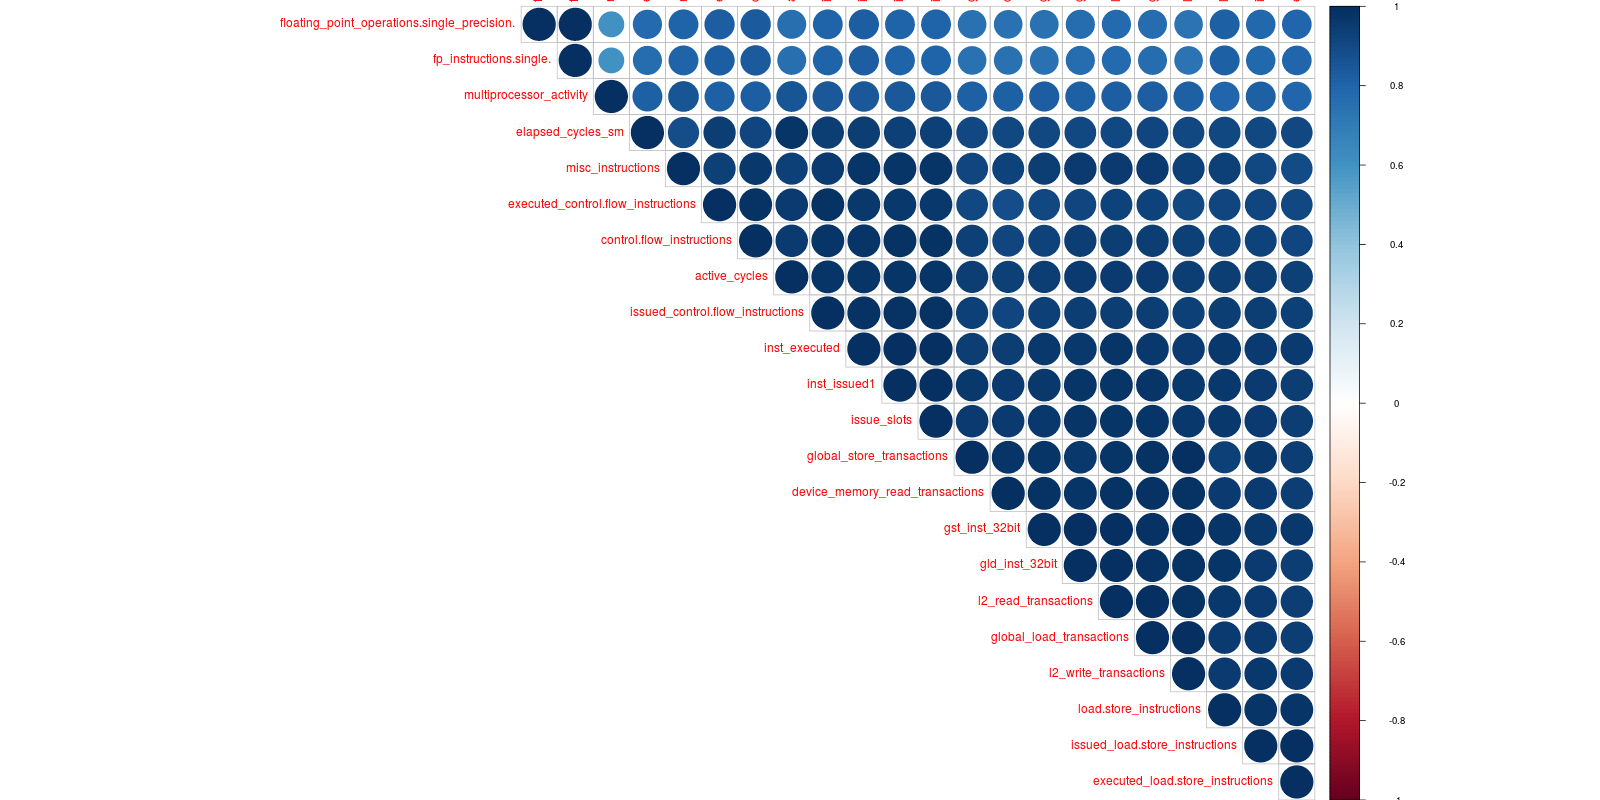 floating_point_operations.single_precision.
fp_instructions.single.
multiprocessor_activity
elapsed_cycles_sm
misc_instructions
executed_control.flow_instructions
control.flow_instructions
active_cycles
issued_control.flow_instructions
inst_executed
inst_issued1
issue_slots
global_store_transactions
device_memory_read_transactions
gst_inst_32bit
gld_inst_32bit
l2_read_transactions
global_load_transactions
l2_write_transactions
load.store_instructions
issued_load.store_instructions
executed_load.store_instructions
1
0.8
0.6
0.4
0.2
0
-0.2
-0.4
-0.6
-0.8